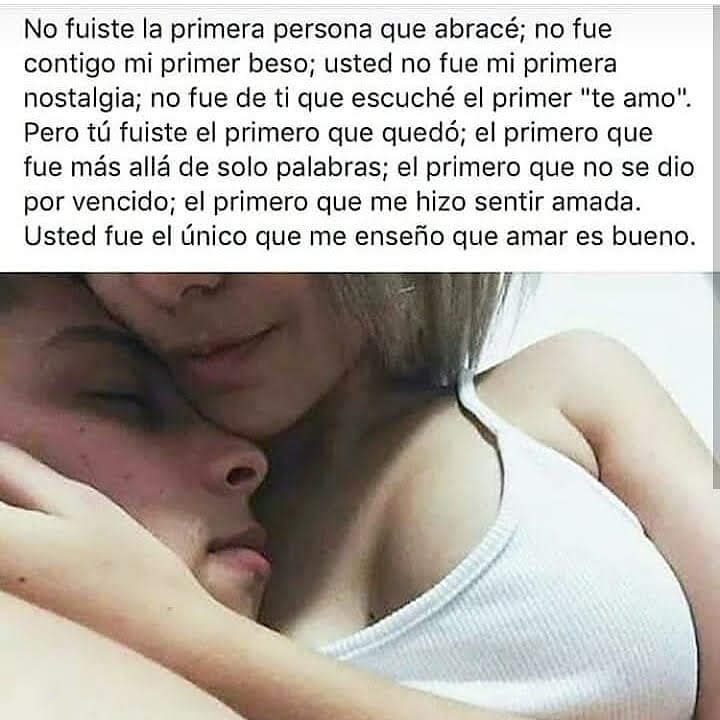 No fuiste la primera persona que abracé; no fue
contigo mi primer beso; usted no fue mi primera
nostalgia; no fue de ti que escuché el primer "te amo".
Pero tú fuiste el primero que quedó; el primero que
fue más allá de solo palabras; el primero que no se dio
por vencido; el primero que me hizo sentir amada.
Usted fue el único que me enseño que amar es bueno.